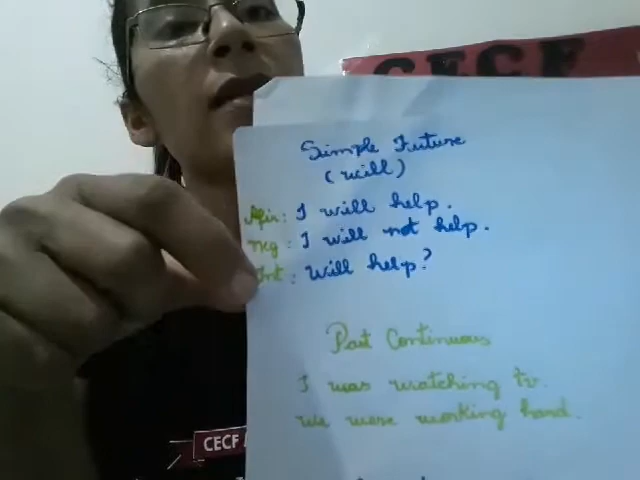 CECF CECF
Simple Future
(will)
Afir: I will help.
Neg: I will not help.
Int: Will help?
Past Continuous
I was watching tv.
We were working hard.
CECF